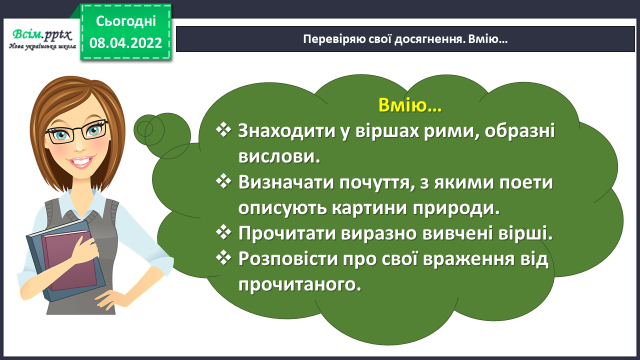 Всім.pptx
Нова українська школа
Сьогодні
08.04.2022
Перевіряю свої досягнення. Вмію…
Вмію…
❖ Знаходити у віршах рими, образні
вислови.
❖ Визначати почуття, з якими поети
описують картини природи.
❖ Прочитати виразно вивчені вірші.
❖ Розповісти про свої враження від
прочитаного.